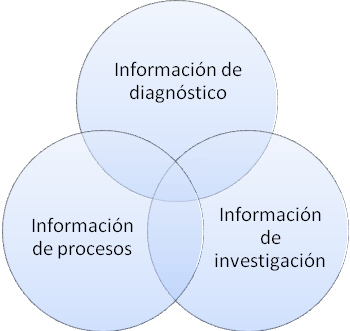 Información de
diagnóstico
Información
de procesos
Información
de
investigación